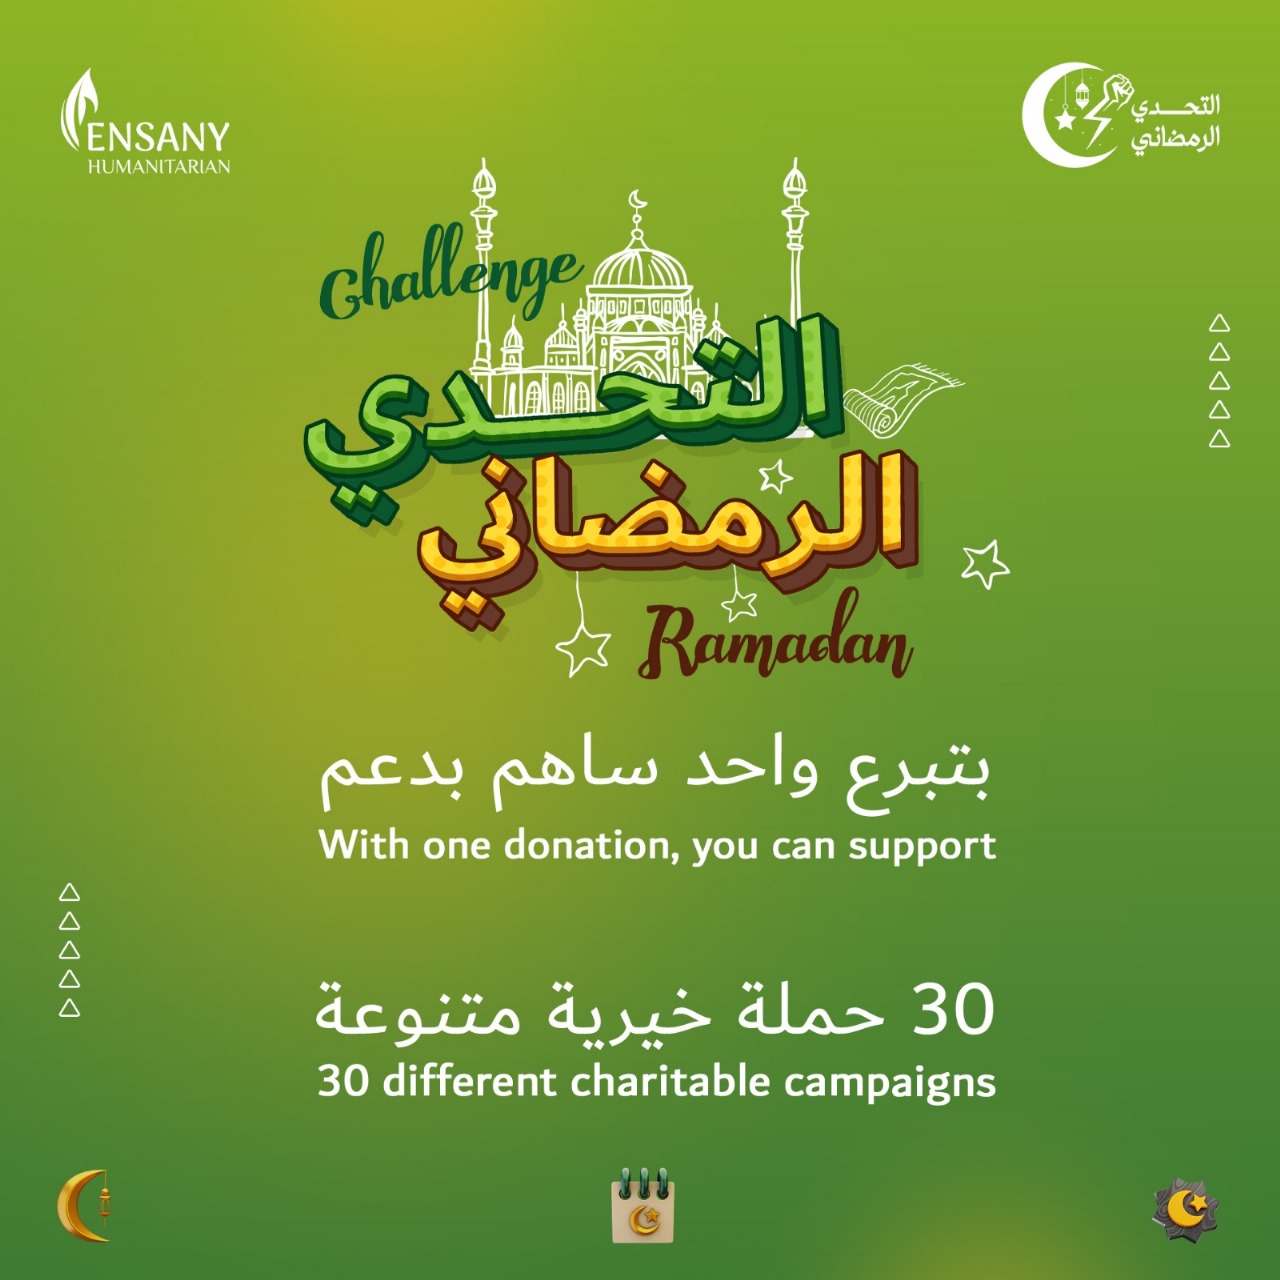 ENSANY
HUMANITARIAN
التحدي
الرمضاني
Challenge
التحدي
الرمضاني
Ramadan
بتبرع واحد ساهم بدعم
With one donation, you can support
30 حملة خيرية متنوعة
30 different charitable campaigns